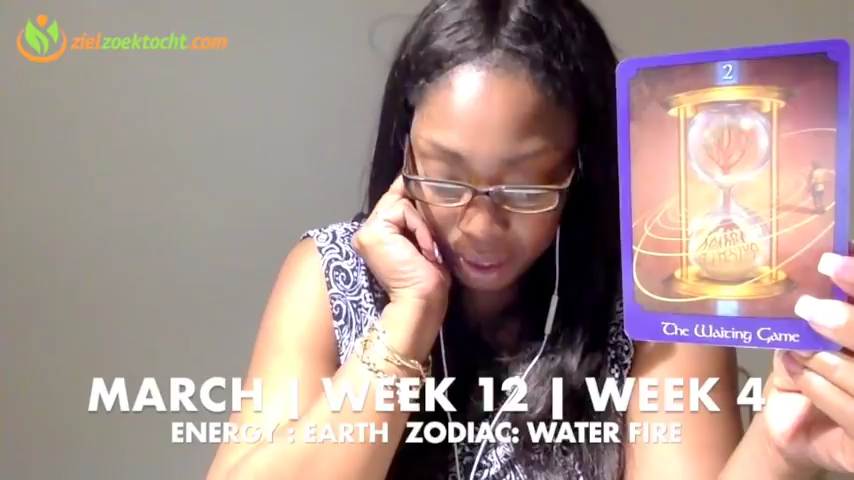 zielzoektocht.com
2
The Waiting Game
MARCH | WEEK 12 | WEEK 4
ENERGY : EARTH ZODIAC: WATER FIRE